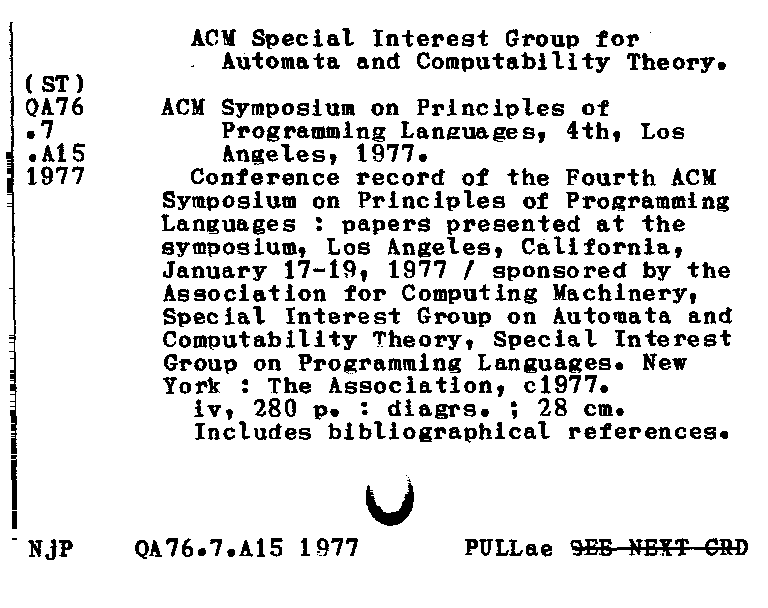 ACM Special Interest Group for
Automata and Computability Theory.
(ST)
QA76 ACM Symposium on Principles of
.7 Programming Languages, 4th, Los
.A15 Angeles, 1977.
1977 Conference record of the Fourth ACM
Symposium on Principles of Programming
Languages : papers presented at the
symposium, Los Angeles, California,
January 17-19, 1977 / sponsored by the
Association for Computing Machinery,
Special Interest Group on Automata and
Computability Theory, Special Interest
Group on Programming Languages. New
York : The Association, c1977.
iv, 280 p. : diagrs. ; 28 cm.
Includes bibliographical references.
NjP QA76.7.A15 1977 PULLae SEE NEXT CRD